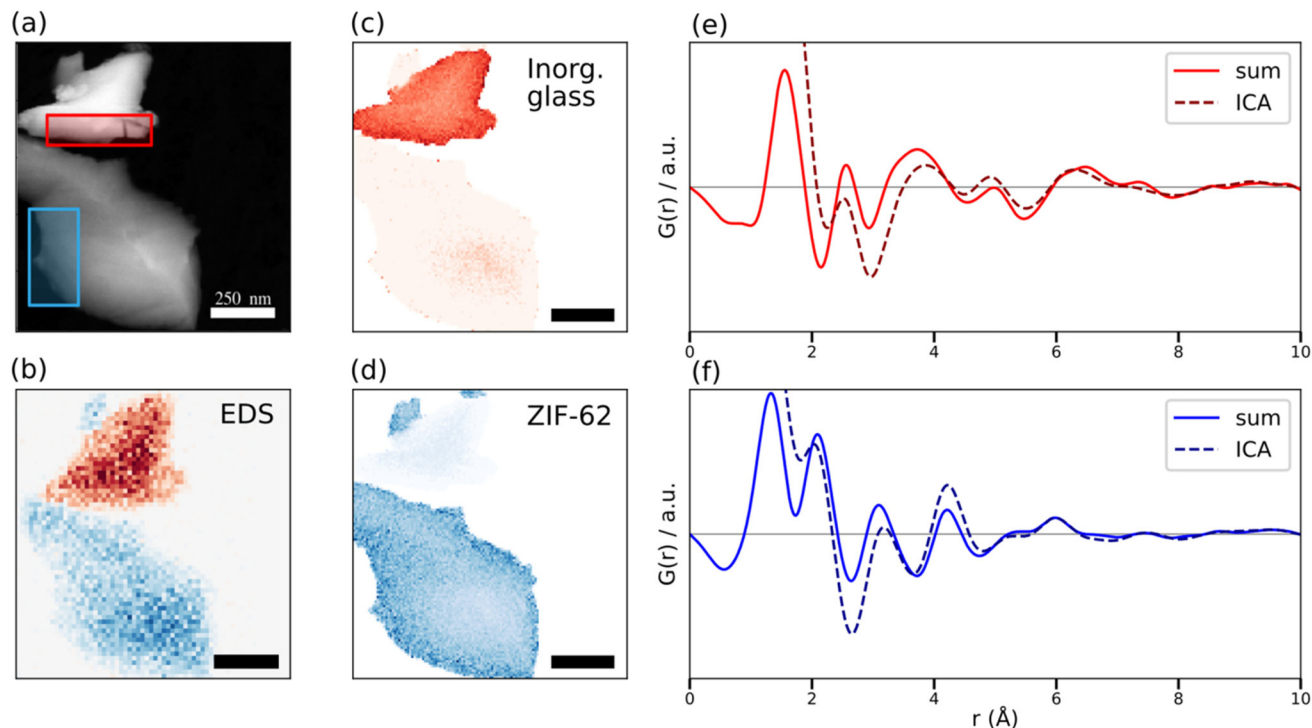 (a)
250 nm
(b)
EDS
(c)
Inorg.
glass
(d)
ZIF-62
(e)
G(r) / a.u.
sum
ICA
0 2 4 6 8 10
(f)
G(r) / a.u.
sum
ICA
0 2 4 6 8 10
r (Å)